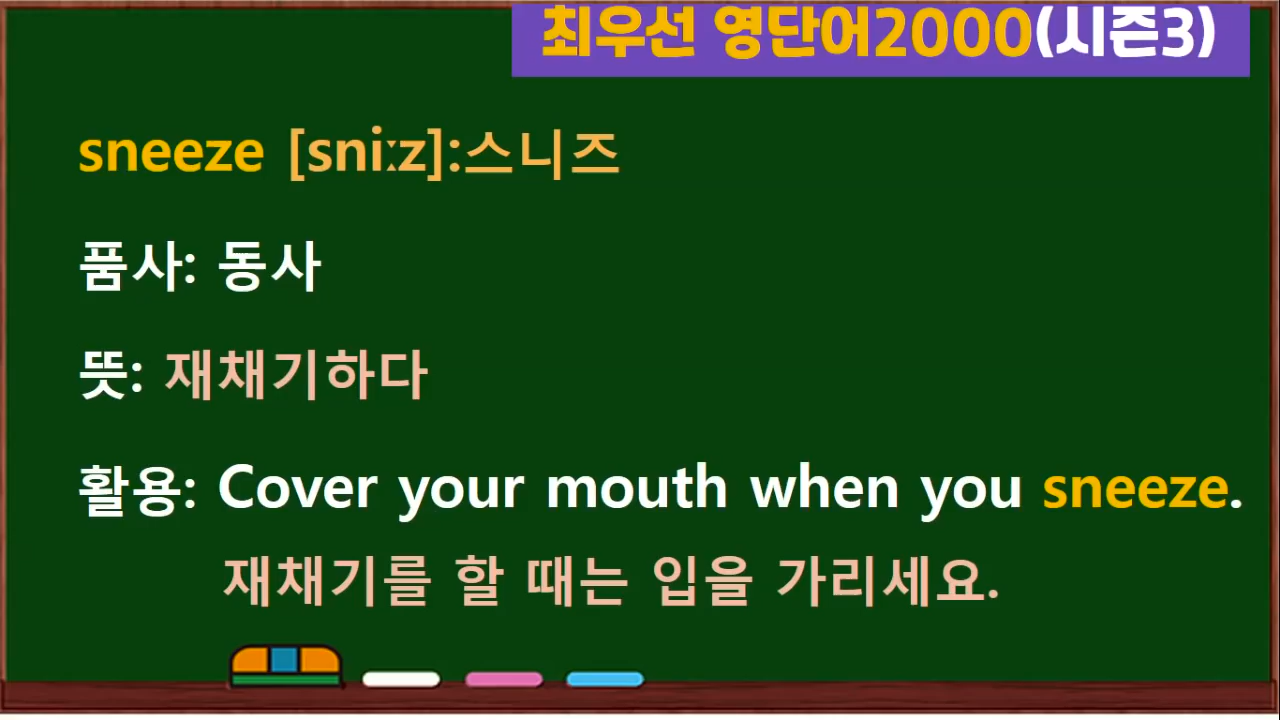 최우선 영단어2000(시즌3)
sneeze [sniːz]:스니즈
품사: 동사
뜻: 재채기하다
활용: Cover your mouth when you sneeze.
재채기를 할 때는 입을 가리세요.